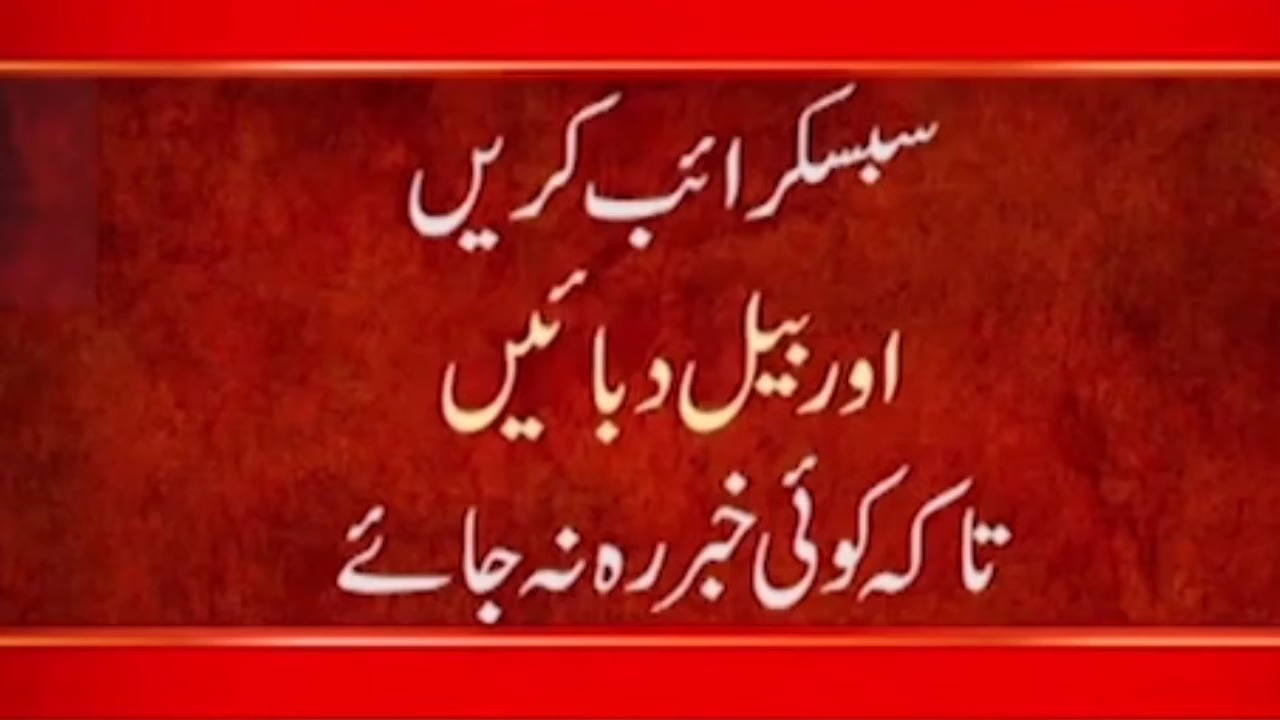 سبسکرائب کریں
اور بیل دبائیں
تاکہ کوئی خبر رہ نہ جائے